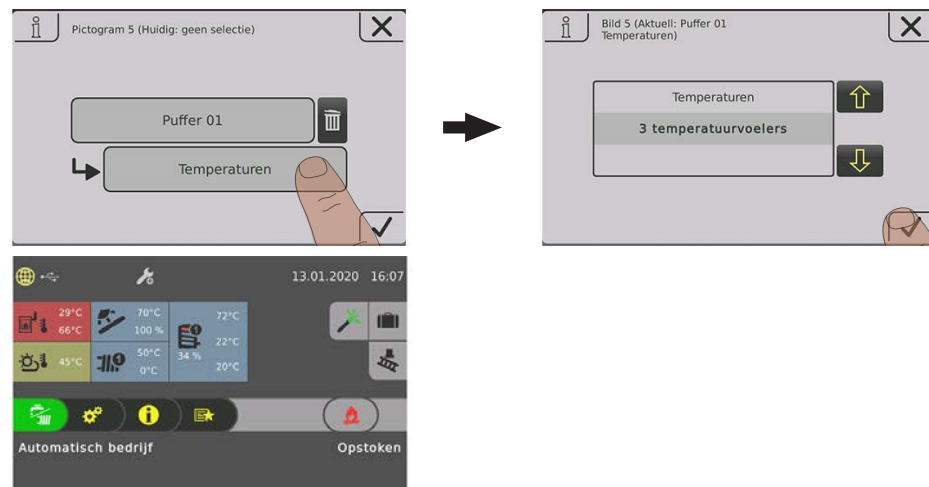 Pictogram 5 (Huidig: geen selectie)
Puffer 01
Temperaturen
Bild 5 (Aktuell: Puffer 01
Temperaturen)
Temperaturen
3 temperatuurvoelers
13.01.2020 16:07
29°C
66°C
70°C
100 %
72°C
22°C
20°C
34 %
45°C
50°C
0°C
Automatisch bedrijf
Opstoken